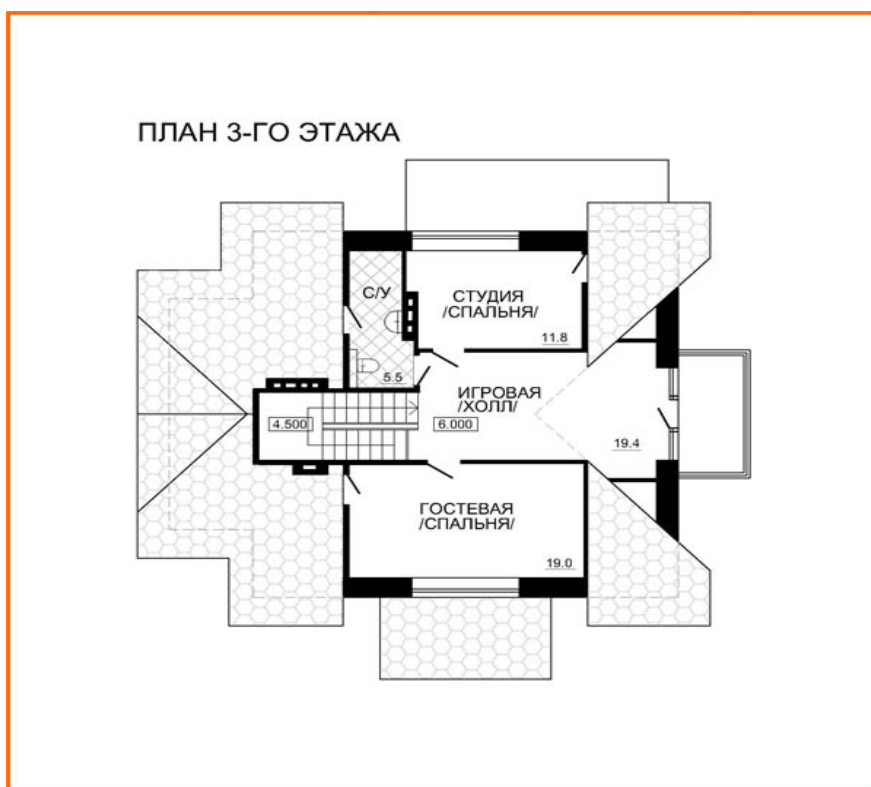 ПЛАН 3-ГО ЭТАЖА
С/У
5.5
СТУДИЯ
/СПАЛЬНЯ/
11.8
ИГРОВАЯ
/ХОЛЛ/
4.500
6.000
19.4
ГОСТЕВАЯ
/СПАЛЬНЯ/
19.0